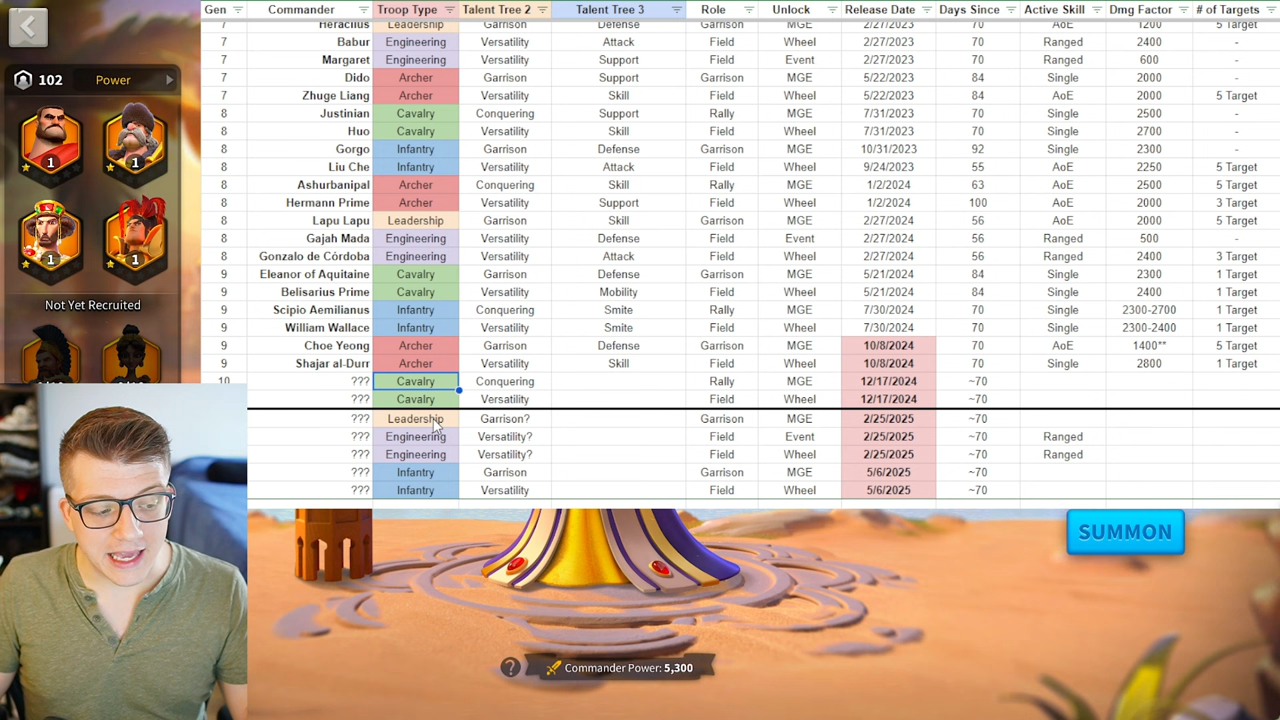 Gen Commander Troop Type Talent Tree 2 Talent Tree 3 Role Unlock Release Date Days Since Active Skill Dmg Factor # of Targets
7 Heraclius Leadership Garrison Defense Garrison MGE 2/27/2023 70 AoE 1200 5 Target
7 Babur Engineering Versatility Attack Field Wheel 2/27/2023 70 Ranged 2400 -
7 Margaret Engineering Versatility Support Field Event 2/27/2023 70 Ranged 600 -
7 Dido Archer Garrison Support Garrison MGE 5/22/2023 84 Single 2000 -
7 Zhuge Liang Archer Versatility Skill Field Wheel 5/22/2023 84 AoE 2000 5 Target
8 Justinian Cavalry Conquering Support Rally MGE 7/31/2023 70 Single 2500 -
8 Huo Cavalry Versatility Skill Field Wheel 7/31/2023 70 Single 2700 -
8 Gorgo Infantry Garrison Defense Garrison MGE 10/31/2023 92 Single 2300 -
8 Liu Che Infantry Versatility Attack Field Wheel 9/24/2023 55 AoE 2250 5 Target
8 Ashurbanipal Archer Conquering Skill Rally MGE 1/2/2024 63 AoE 2500 5 Target
8 Hermann Prime Archer Versatility Support Field Wheel 1/2/2024 100 AoE 2000 3 Target
8 Lapu Lapu Leadership Garrison Skill Garrison MGE 2/27/2024 56 AoE 2000 5 Target
8 Gajah Mada Engineering Versatility Defense Field Event 2/27/2024 56 Ranged 500 -
8 Gonzalo de Córdoba Engineering Versatility Attack Field Wheel 2/27/2024 56 Ranged 2400 3 Target
9 Eleanor of Aquitaine Cavalry Garrison Defense Garrison MGE 5/21/2024 84 Single 2300 1 Target
9 Belisarius Prime Cavalry Versatility Mobility Field Wheel 5/21/2024 84 Single 2400 1 Target
9 Scipio Aemilianus Infantry Conquering Smite Rally MGE 7/30/2024 70 Single 2300-2700 1 Target
9 William Wallace Infantry Versatility Smite Field Wheel 7/30/2024 70 Single 2300-2400 1 Target
9 Choe Yeong Archer Garrison Defense Garrison MGE 10/8/2024 70 AoE 1400** 5 Target
9 Shajar al-Durr Archer Versatility Skill Field Wheel 10/8/2024 70 Single 2800 1 Target
10 ??? Cavalry Conquering Rally MGE 12/17/2024 ~70
??? Cavalry Versatility Field Wheel 12/17/2024 ~70
??? Leadership Garrison? Garrison MGE 2/25/2025 ~70
??? Engineering Versatility? Field Event 2/25/2025 ~70 Ranged
??? Engineering Versatility? Field Wheel 2/25/2025 ~70 Ranged
??? Infantry Garrison Garrison MGE 5/6/2025 ~70
??? Infantry Versatility Field Wheel 5/6/2025 ~70
102 Power
1 1
1 1
Not Yet Recruited
SUMMON
? Commander Power: 5,300